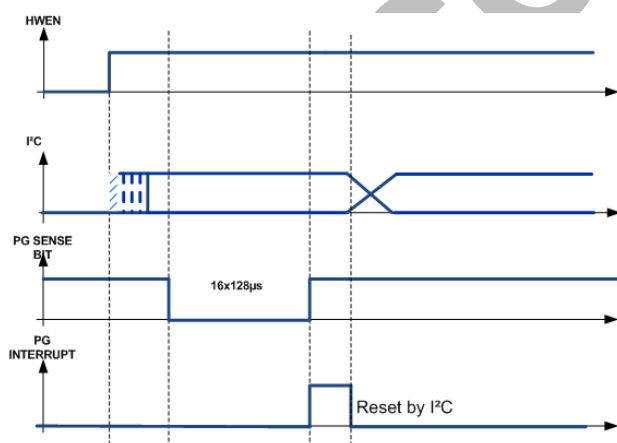 HWEN
I²C
PG SENSE
BIT
16x128µs
PG
INTERRUPT
Reset by I²C